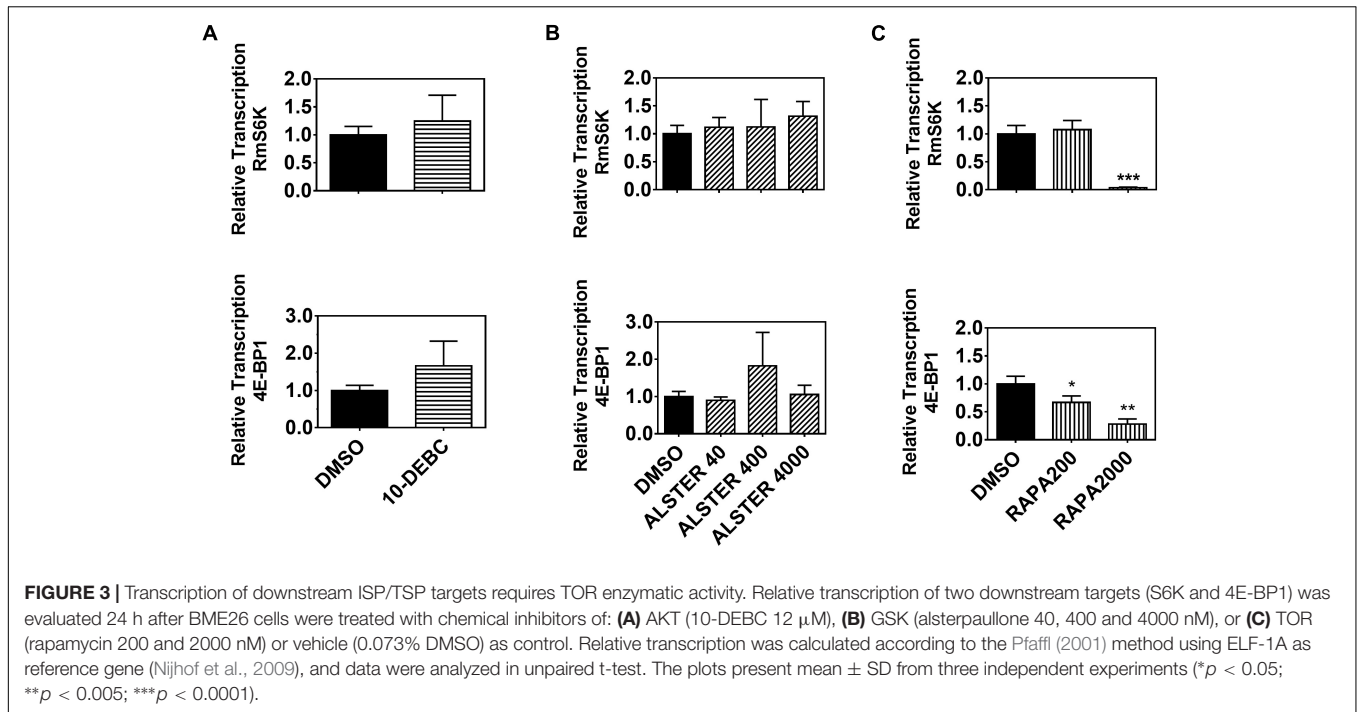 A
B
C
Relative Transcription
RmS6K
2.0
1.5
1.0
0.5
0.0
Relative Transcription
RmS6K
2.0
1.5
1.0
0.5
0.0
Relative Transcription
RmS6K
2.0
1.5
1.0
0.5
0.0
***
Relative Transcription
4E-BP1
3.0
2.0
1.0
0.0
DMSO
10-DEBC
Relative Transcription
4E-BP1
3.0
2.0
1.0
0.0
DMSO
ALSTER 40
ALSTER 400
ALSTER 4000
Relative Transcrption
4E-BP1
2.0
1.5
1.0
0.5
0.0
*
**
DMSO
RAPA200
RAPA2000
FIGURE 3 | Transcription of downstream ISP/TSP targets requires TOR enzymatic activity. Relative transcription of two downstream targets (S6K and 4E-BP1) was
evaluated 24 h after BME26 cells were treated with chemical inhibitors of: (A) AKT (10-DEBC 12 μM), (B) GSK (alsterpaullone 40, 400 and 4000 nM), or (C) TOR
(rapamycin 200 and 2000 nM) or vehicle (0.073% DMSO) as control. Relative transcription was calculated according to the Pfaffl (2001) method using ELF-1A as
reference gene (Nijhof et al., 2009), and data were analyzed in unpaired t-test. The plots present mean ± SD from three independent experiments (*p < 0.05;
**p < 0.005; ***p < 0.0001).